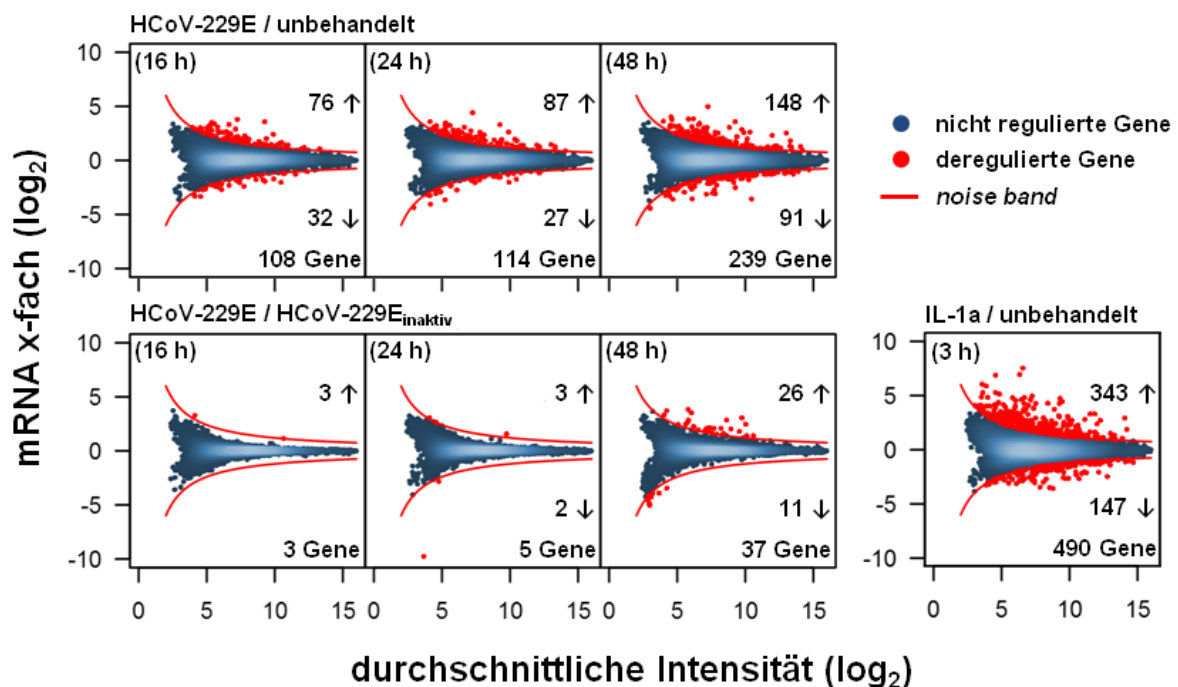 HCoV-229E / unbehandelt
10
5
0
-5
-10
(16 h)
76 ↑
32 ↓
108 Gene
(24 h)
87 ↑
27 ↓
114 Gene
(48 h)
148 ↑
91 ↓
239 Gene
nicht regulierte Gene
deregulierte Gene
noise band
mRNA x-fach (log2)
HCoV-229E / HCoV-229Einaktiv
10
5
0
-5
-10
(16 h)
3 ↑
3 Gene
(24 h)
3 ↑
2 ↓
5 Gene
(48 h)
26 ↑
11 ↓
37 Gene
0 5 10 15
0 5 10 15
0 5 10 15
IL-1a / unbehandelt
10
5
0
-5
-10
(3 h)
343 ↑
147 ↓
490 Gene
0 5 10 15
durchschnittliche Intensität (log2)